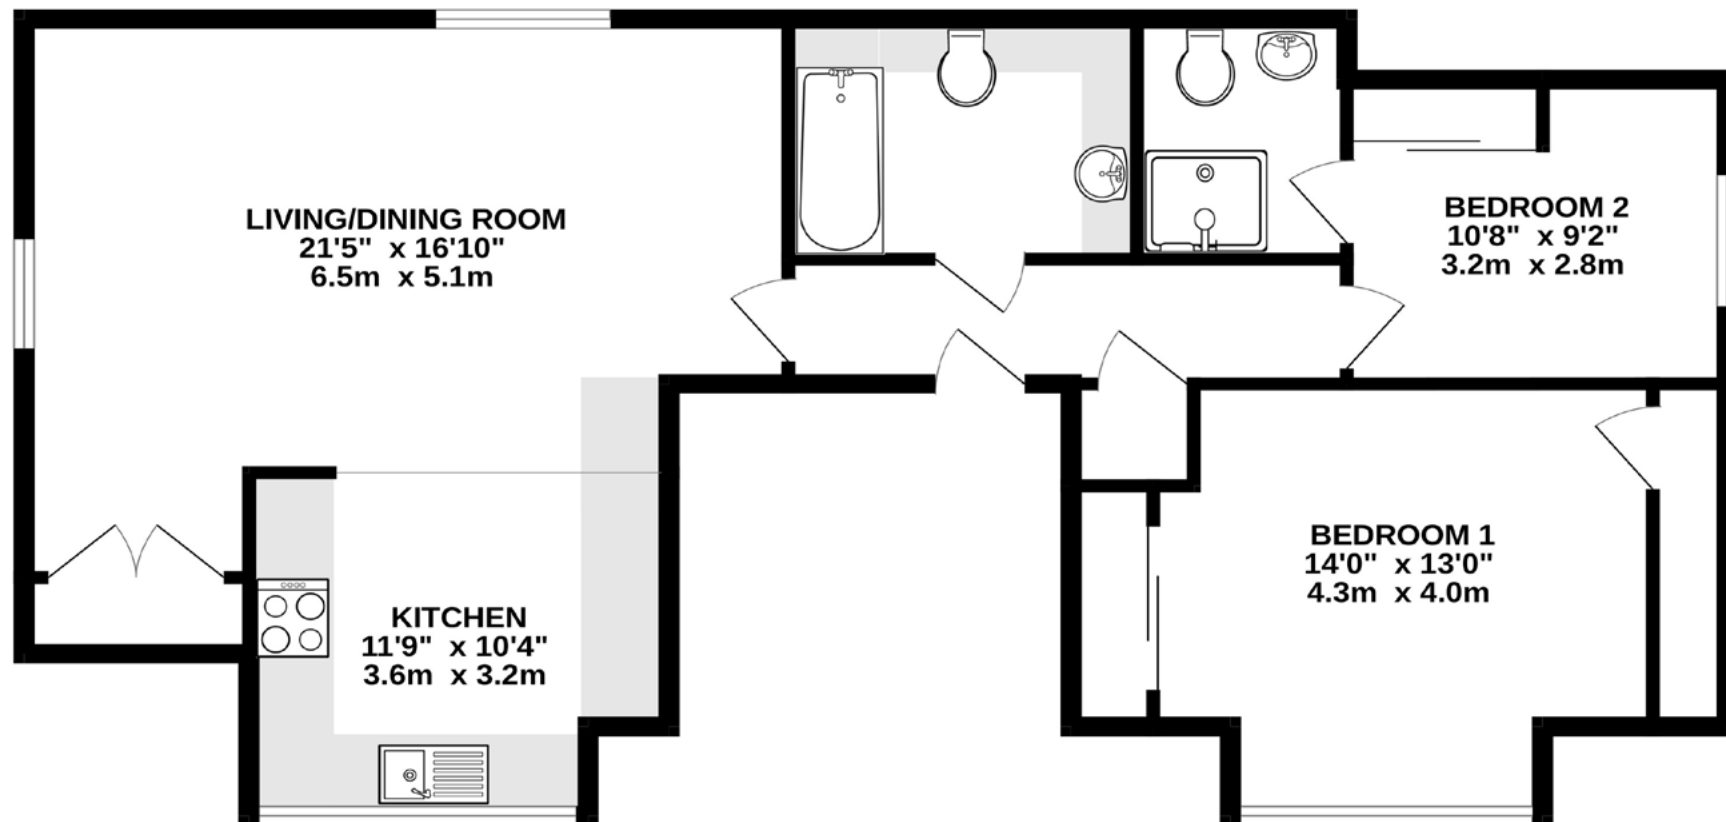 LIVING/DINING ROOM
21'5" x 16'10"
6.5m x 5.1m
BEDROOM 2
10'8" x 9'2"
3.2m x 2.8m
BEDROOM 1
14'0" x 13'0"
4.3m x 4.0m
KITCHEN
11'9" x 10'4"
3.6m x 3.2m